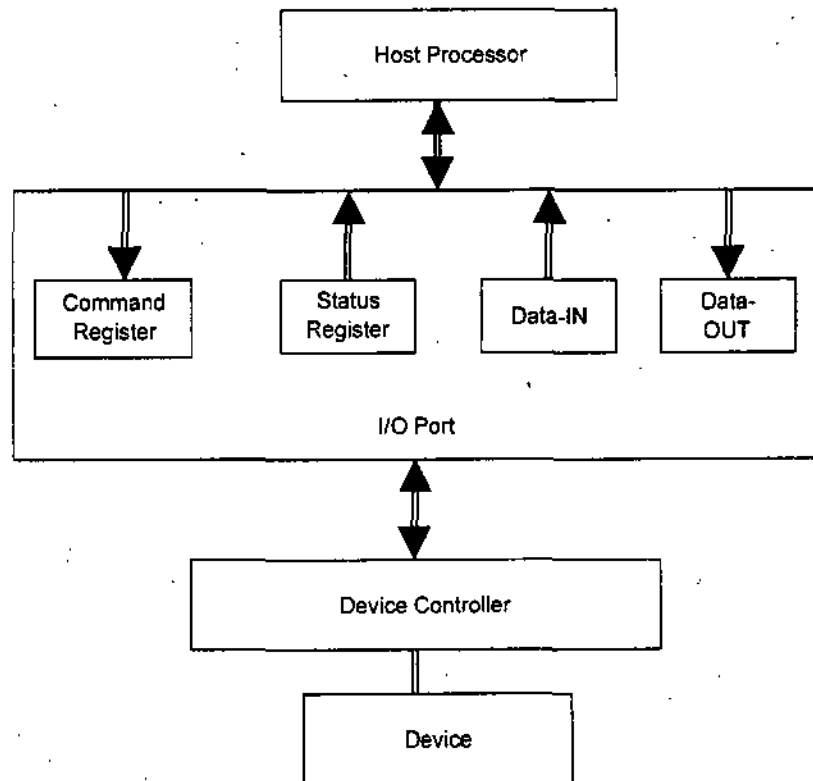 Host Processor
Command
Register
Status
Register
Data-IN
Data-
OUT
I/O Port
Device Controller
Device